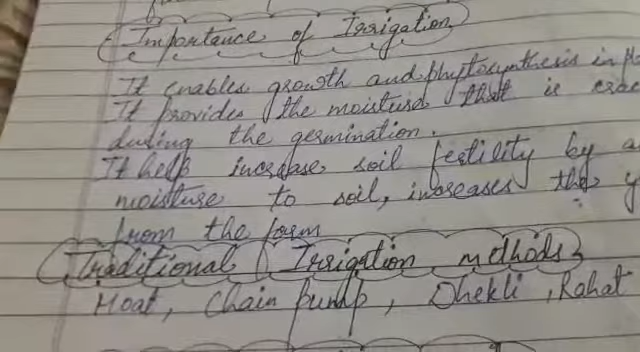 Importance of Irrigation
It enables growth and phytosynthesis in
It provides the moisture that is
during the germination.
It help increase soil fertility by
moisture to soil, increases the y
from the farm
Traditional Irrigation methods
Moat, Chain pump, Dhekli, Rahat